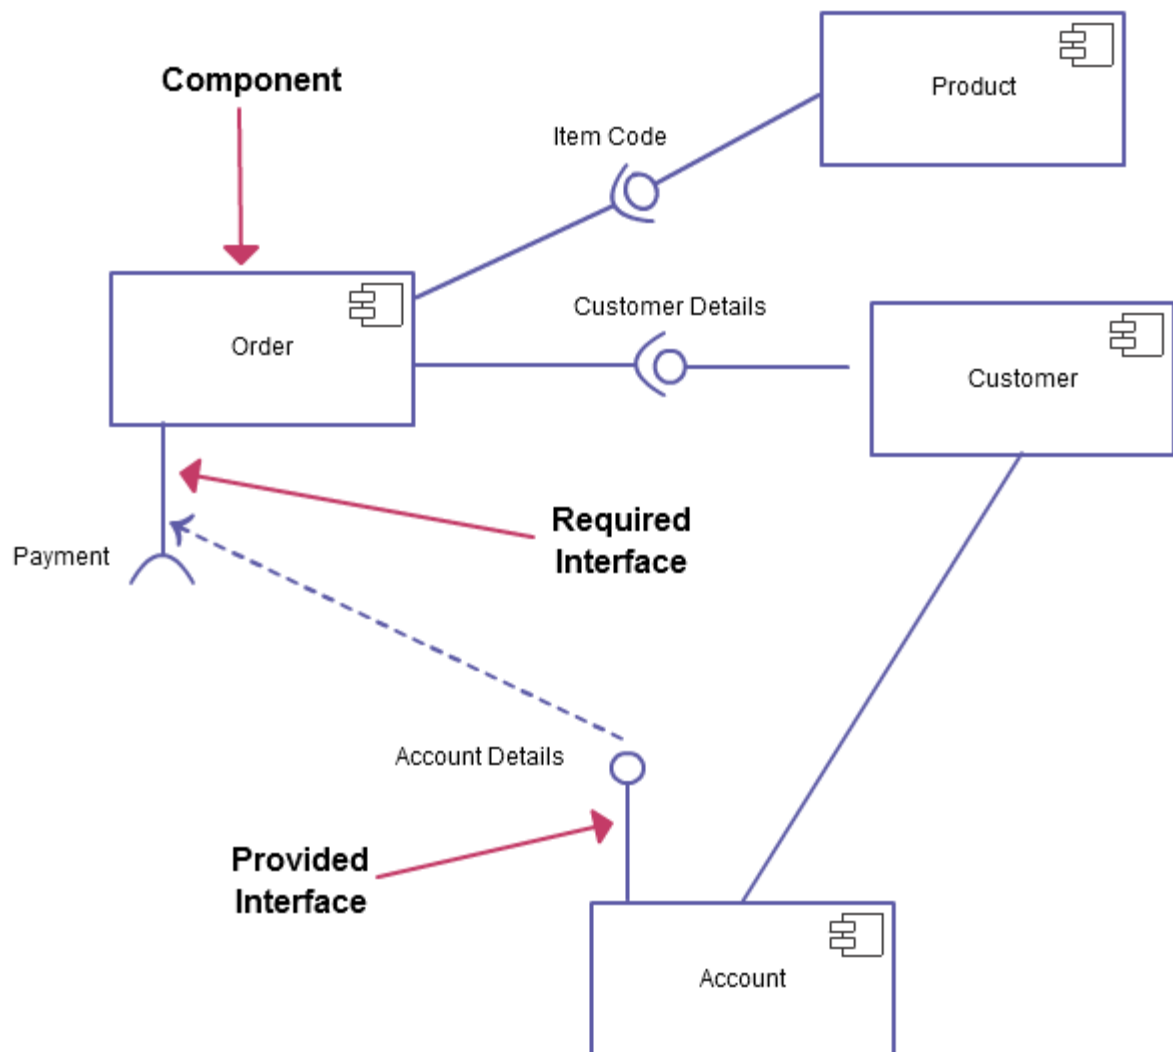 Component
Product
Item Code
Customer Details
Order
Customer
Required
Interface
Payment
Account Details
Provided
Interface
Account